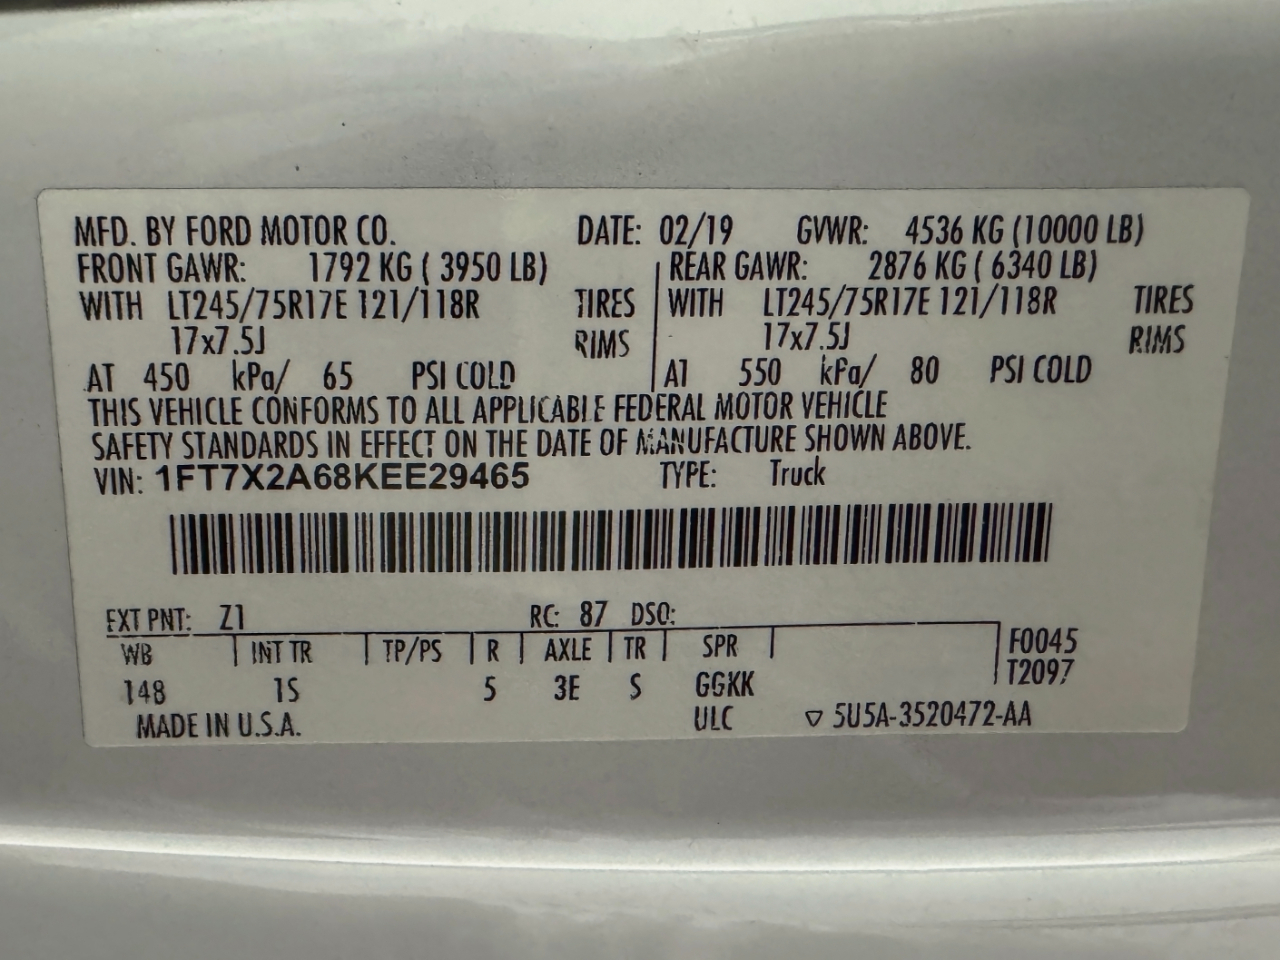 MFD. BY FORD MOTOR CO. DATE: 02/19 GVWR: 4536 KG (10000 LB)
FRONT GAWR: 1792 KG ( 3950 LB) REAR GAWR: 2876 KG ( 6340 LB)
WITH LT245/75R17E 121/118R TIRES WITH LT245/75R17E 121/118R TIRES
17x7.5J RIMS 17x7.5J RIMS
AT 450 kPa/ 65 PSI COLD AT 550 kPa/ 80 PSI COLD
THIS VEHICLE CONFORMS TO ALL APPLICABLE FEDERAL MOTOR VEHICLE
SAFETY STANDARDS IN EFFECT ON THE DATE OF MANUFACTURE SHOWN ABOVE.
VIN: 1FT7X2A68KEE29465 TYPE: Truck
EXT PNT: Z1 RC: 87 DSO:
WB INT TR TP/PS R AXLE TR SPR F0045
T2097
148 1S 5 3E S GGKK
MADE IN U.S.A. ULC ▽ 5U5A-3520472-AA